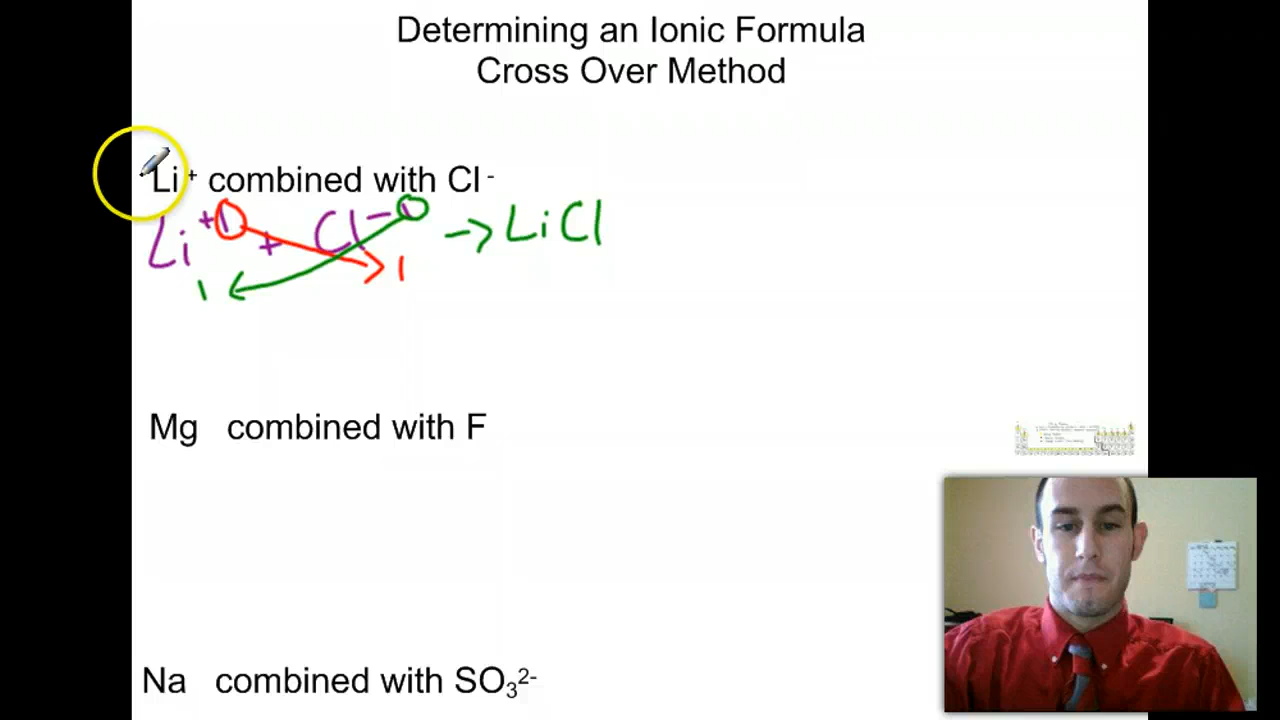 Determining an Ionic Formula
Cross Over Method
Li⁺ combined with Cl⁻
Li⁺¹ + Cl⁻¹ → LiCl
1 1
Mg combined with F
Na combined with SO₃²⁻